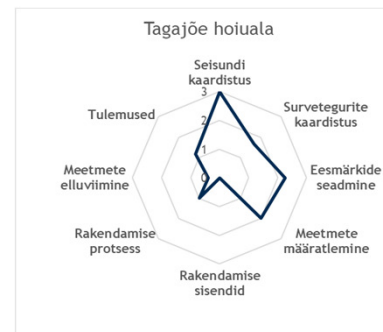 Tagajõe hoiuala
Seisundi
kaardistus
Survetegurite
kaardistus
Eesmärkide
seadmine
Meetmete
määratlemine
Rakendamise
sisendid
Rakendamise
protsess
Meetmete
elluviimine
Tulemused
3
2
1
0